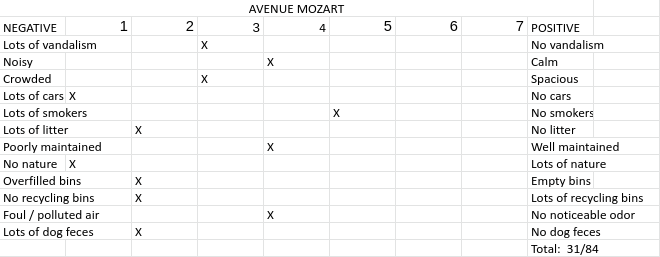 AVENUE MOZART
NEGATIVE 1 2 3 4 5 6 7 POSITIVE
Lots of vandalism X No vandalism
Noisy X Calm
Crowded X Spacious
Lots of cars X No cars
Lots of smokers X No smokers
Lots of litter X No litter
Poorly maintained X Well maintained
No nature X Lots of nature
Overfilled bins X Empty bins
No recycling bins X Lots of recycling bins
Foul / polluted air X No noticeable odor
Lots of dog feces X No dog feces
Total: 31/84